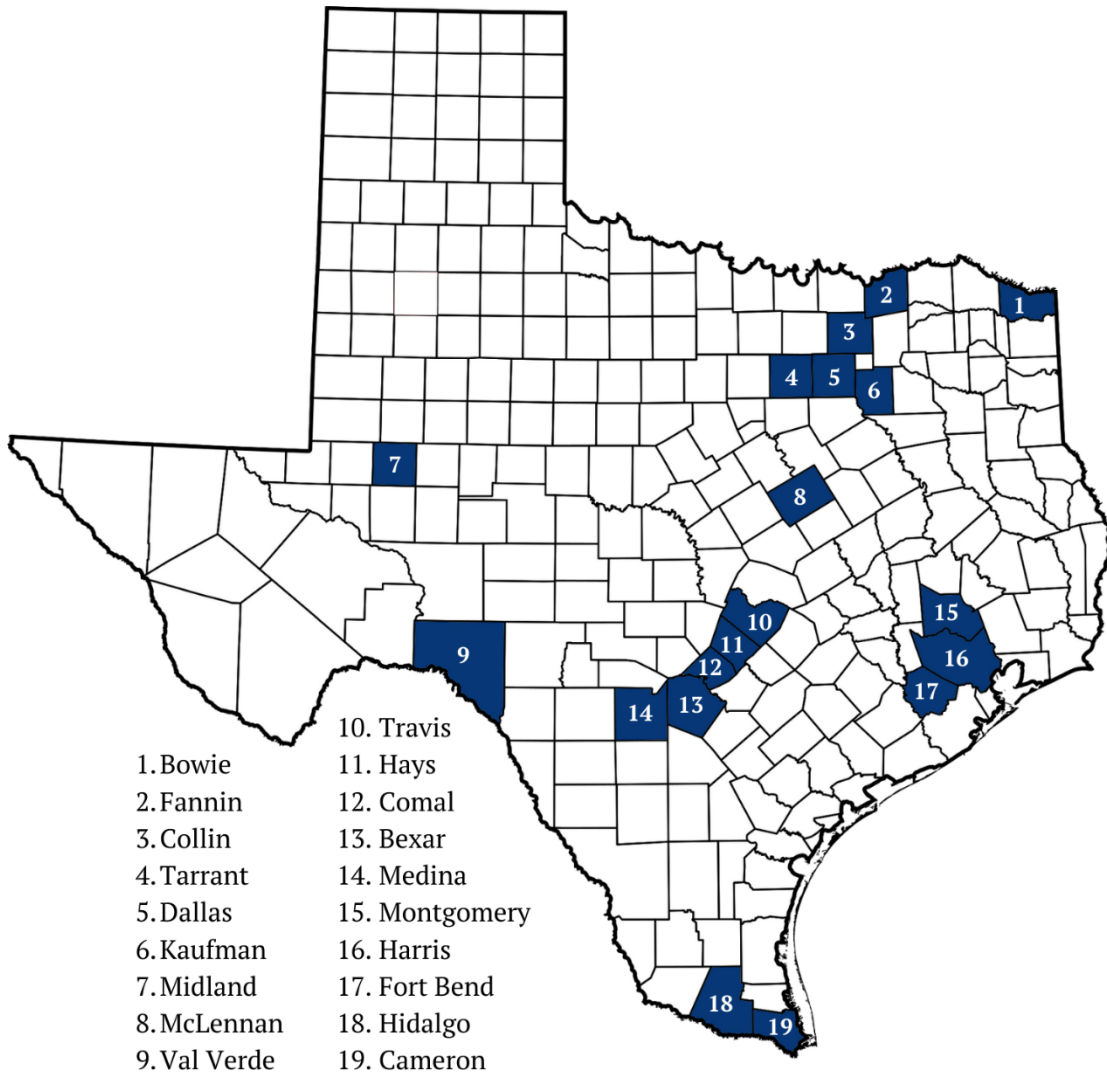 2
1
3
4
5
6
7
8
15
10
11
16
9
12
17
14
13
18
19
1. Bowie
2. Fannin
3. Collin
4. Tarrant
5. Dallas
6. Kaufman
7. Midland
8. McLennan
9. Val Verde
10. Travis
11. Hays
12. Comal
13. Bexar
14. Medina
15. Montgomery
16. Harris
17. Fort Bend
18. Hidalgo
19. Cameron